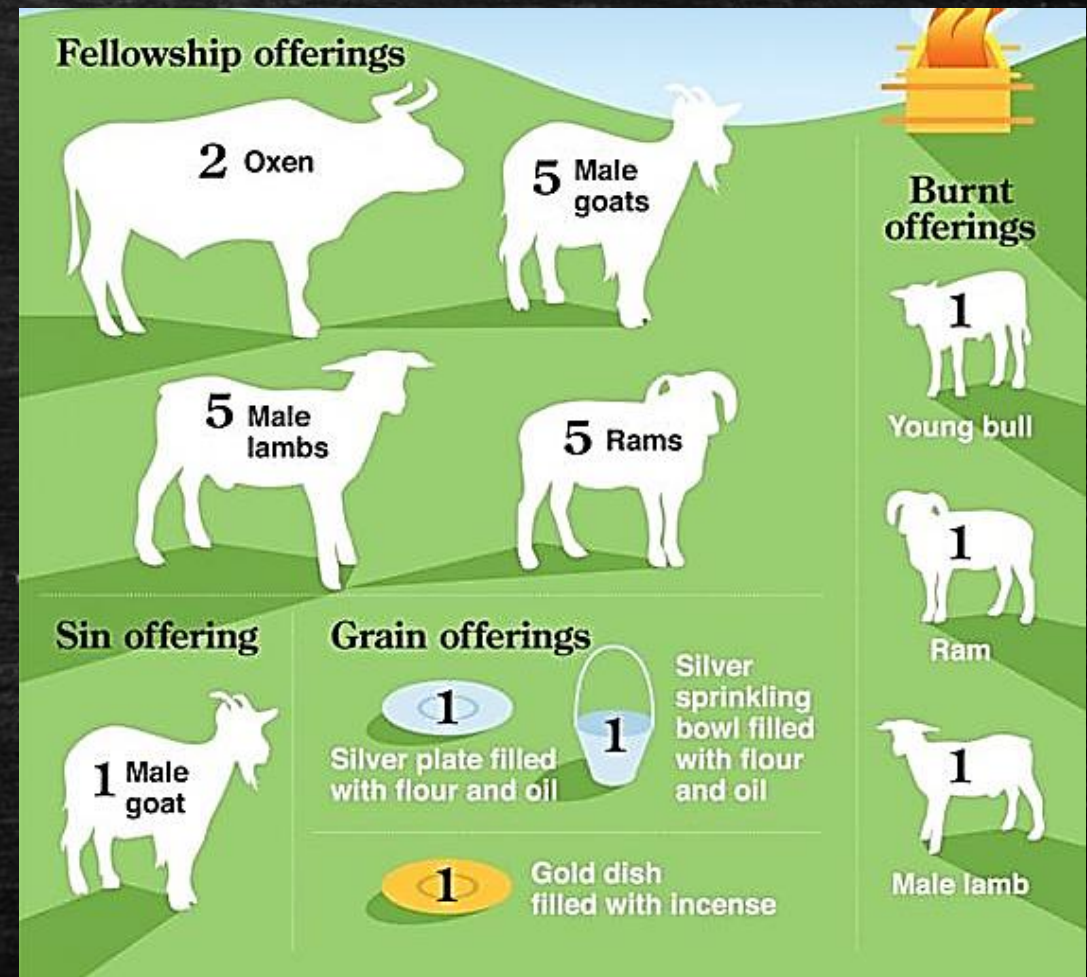 Fellowship offerings
2 Oxen
5 Male
goats
5 Male
lambs
5 Rams
Sin offering
1 Male
goat
Grain offerings
1
Silver plate filled
with flour and oil
1
Silver
sprinkling
bowl filled
with flour
and oil
1
Gold dish
filled with incense
Burnt
offerings
1
Young bull
1
Ram
1
Male lamb